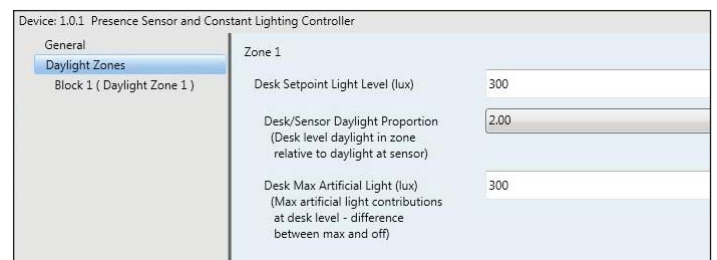 Device: 1.0.1 Presence Sensor and Constant Lighting Controller
General
Daylight Zones
Block 1 ( Daylight Zone 1 )
Zone 1
Desk Setpoint Light Level (lux)
300
Desk/Sensor Daylight Proportion
2.00
(Desk level daylight in zone
relative to daylight at sensor)
Desk Max Artificial Light (lux)
300
(Max artificial light contributions
at desk level - difference
between max and off)